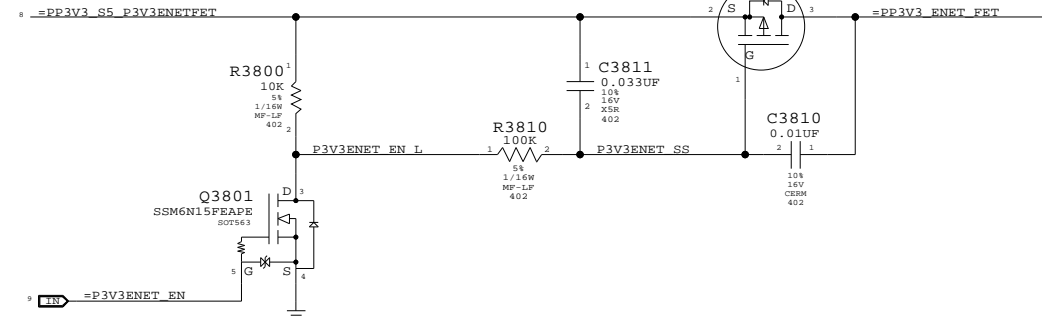 8 =PP3V3_S5_P3V3ENETFET
2 S D 3
=PP3V3_ENET_FET
G
1
R3800
1
10K
5%
1/16W
MF-LF
402
2
1
C3811
0.033UF
10%
16V
X5R
402
2
C3810
0.01UF
2 1
10%
16V
CERM
402
P3V3ENET_EN_L
R3810
100K
1 2
5%
1/16W
MF-LF
402
P3V3ENET_SS
Q3801
SSM6N15FEAPE
SOT563
D 3
5 G S 4
9 IN =P3V3ENET_EN